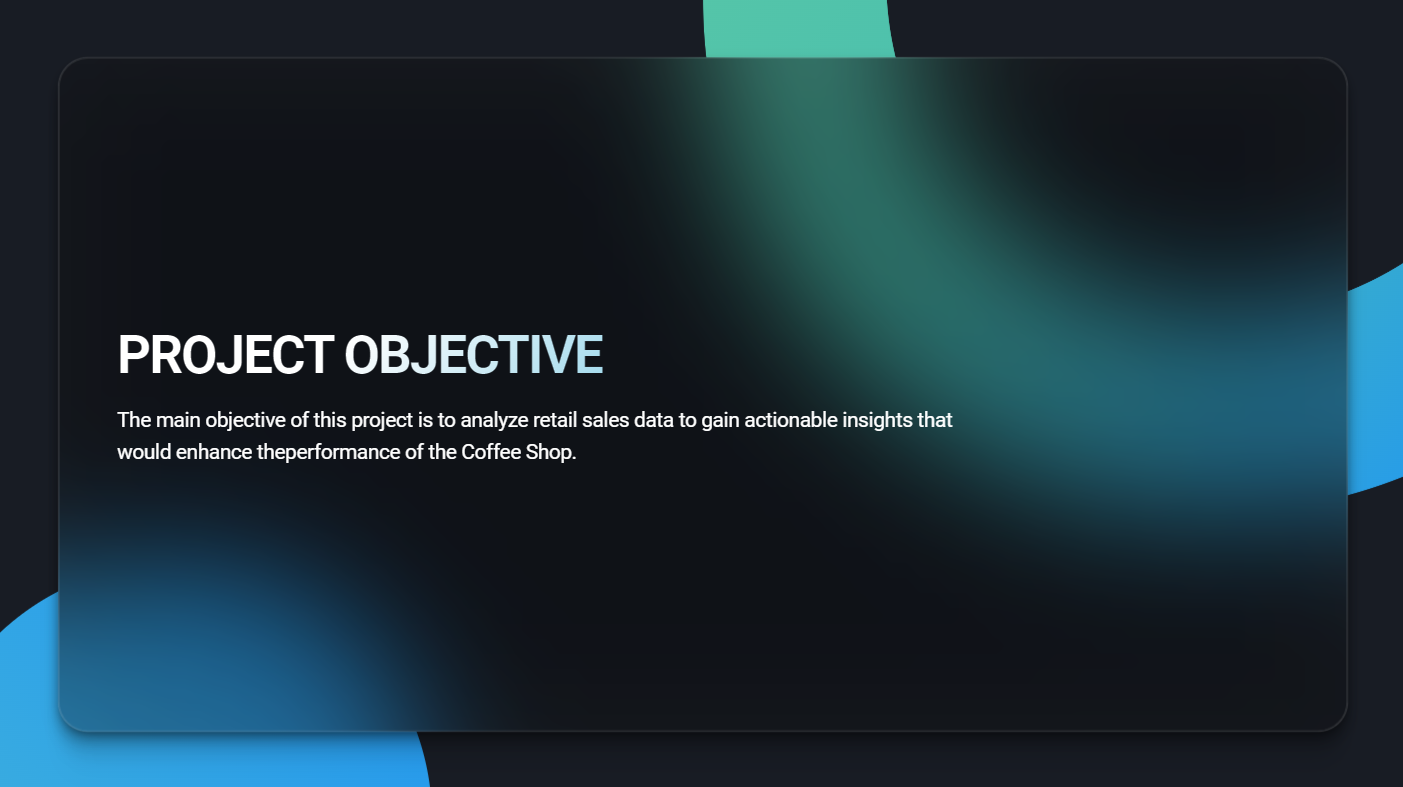 PROJECT OBJECTIVE
The main objective of this project is to analyze retail sales data to gain actionable insights that
would enhance theperformance of the Coffee Shop.